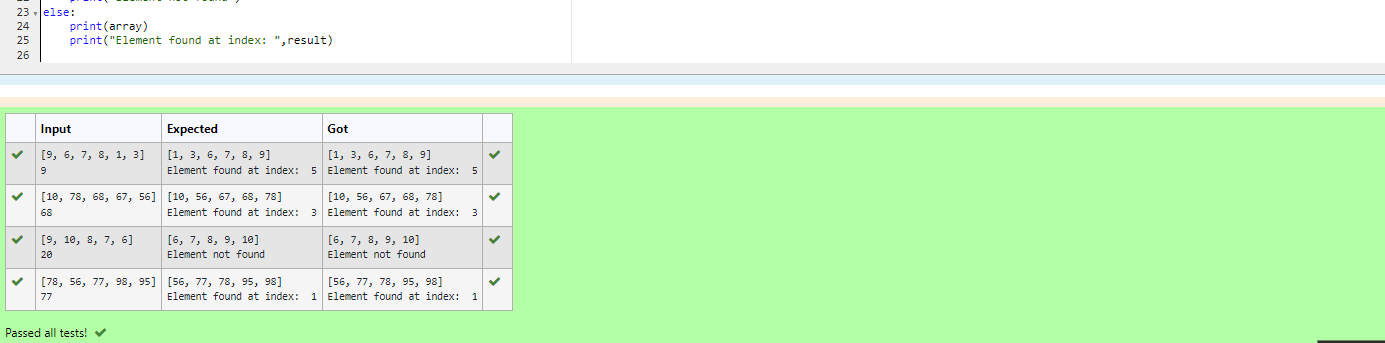 23 else:
24     print(array)
25     print("Element found at index: ",result)
26
Input Expected Got
[9, 6, 7, 8, 1, 3] [1, 3, 6, 7, 8, 9] [1, 3, 6, 7, 8, 9]
9 Element found at index:  5 Element found at index:  5
[10, 78, 68, 67, 56] [10, 56, 67, 68, 78] [10, 56, 67, 68, 78]
68 Element found at index:  3 Element found at index:  3
[9, 10, 8, 7, 6] [6, 7, 8, 9, 10] [6, 7, 8, 9, 10]
20 Element not found Element not found
[78, 56, 77, 98, 95] [56, 77, 78, 95, 98] [56, 77, 78, 95, 98]
77 Element found at index:  1 Element found at index:  1
Passed all tests!